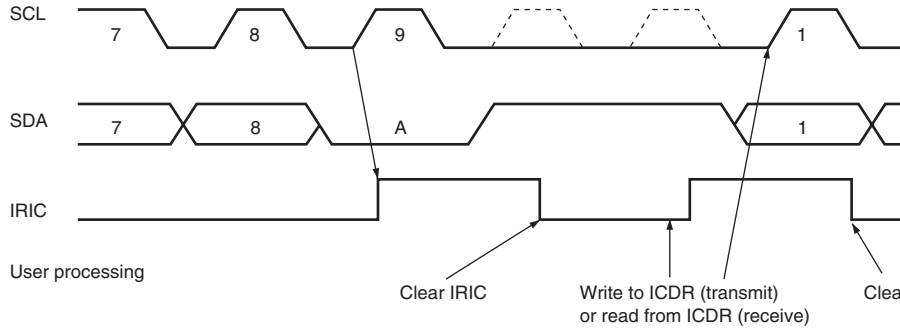 SCL
7 8 9 1
SDA
7 8 A 1
IRIC
User processing
Clear IRIC
Write to ICDR (transmit)
or read from ICDR (receive)
Clea